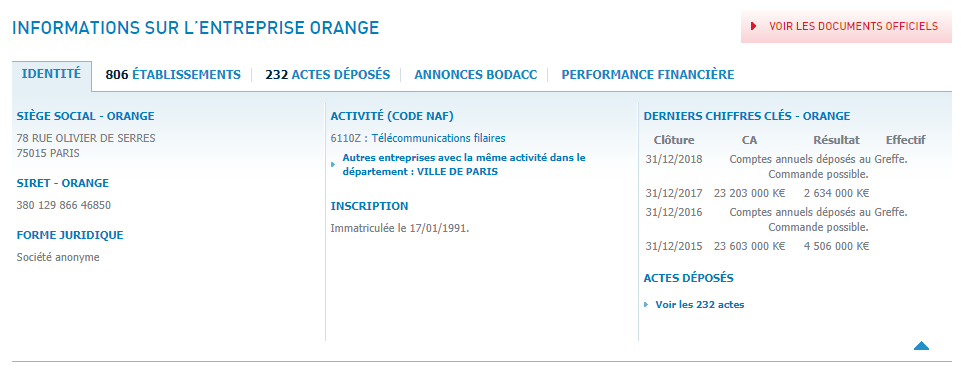 INFORMATIONS SUR L'ENTREPRISE ORANGE
VOIR LES DOCUMENTS OFFICIELS
IDENTITÉ
806 ÉTABLISSEMENTS
232 ACTES DÉPOSÉS
ANNONCES BODACC
PERFORMANCE FINANCIÈRE
SIÈGE SOCIAL - ORANGE
78 RUE OLIVIER DE SERRES
75015 PARIS
SIRET - ORANGE
380 129 866 46850
FORME JURIDIQUE
Société anonyme
ACTIVITÉ (CODE NAF)
6110Z : Télécommunications filaires
Autres entreprises avec la même activité dans le
département : VILLE DE PARIS
INSCRIPTION
Immatriculée le 17/01/1991.
DERNIERS CHIFFRES CLÉS - ORANGE
Clôture CA Résultat Effectif
31/12/2018 Comptes annuels déposés au Greffe.
Commande possible.
31/12/2017 23 203 000 K€ 2 634 000 K€
31/12/2016 Comptes annuels déposés au Greffe.
Commande possible.
31/12/2015 23 603 000 K€ 4 506 000 K€
ACTES DÉPOSÉS
Voir les 232 actes